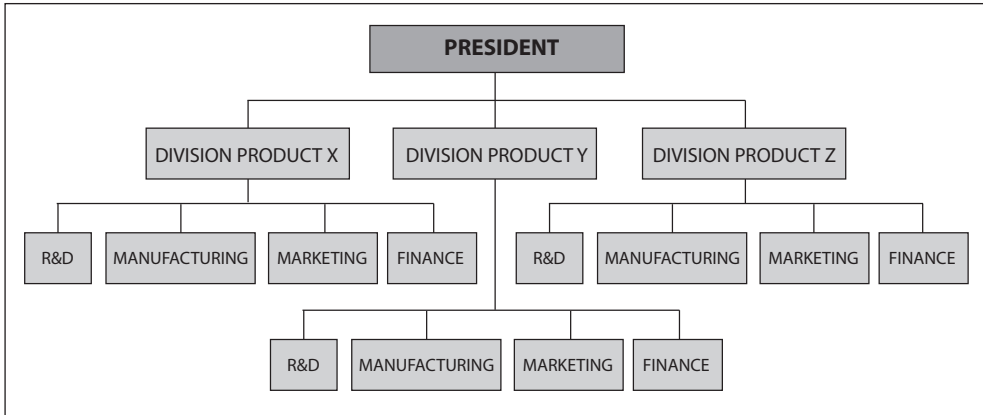 PRESIDENT
DIVISION PRODUCT X
DIVISION PRODUCT Y
DIVISION PRODUCT Z
R&D
MANUFACTURING
MARKETING
FINANCE
R&D
MANUFACTURING
MARKETING
FINANCE
R&D
MANUFACTURING
MARKETING
FINANCE